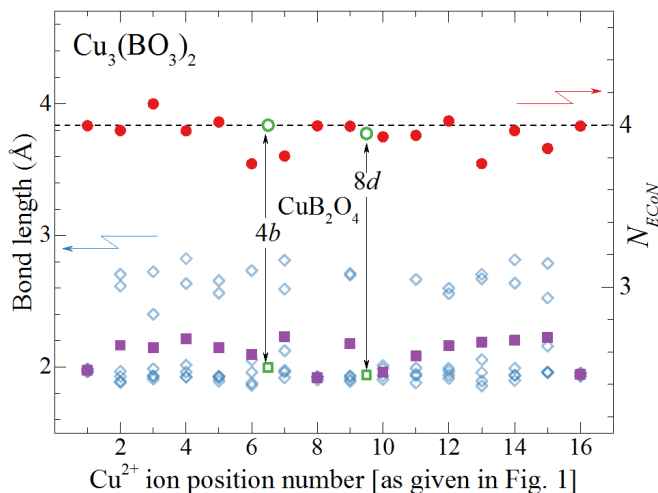 Cu3(BO3)2
4
3
2
Bond length (Å)
4
3
N_ECoN
8d
CuB2O4
4b
2 4 6 8 10 12 14 16
Cu2+ ion position number [as given in Fig. 1]